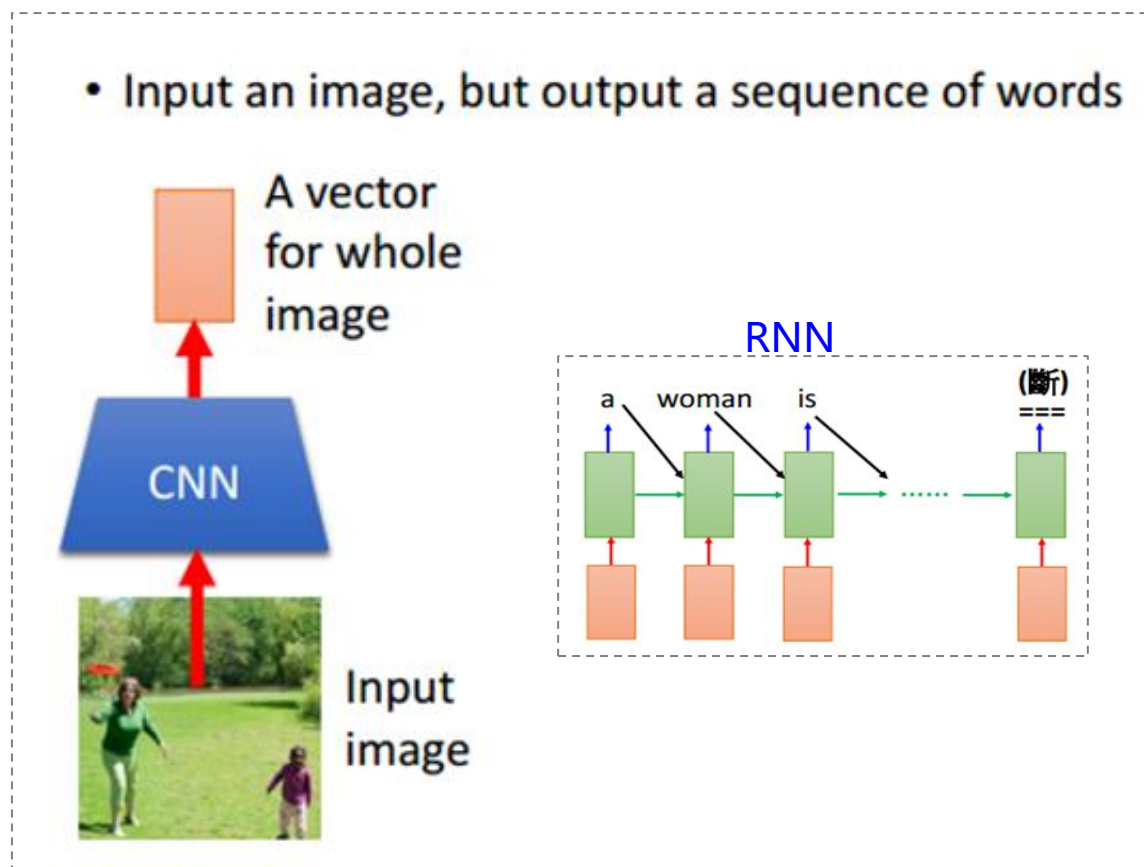 • Input an image, but output a sequence of words
A vector
for whole
image
CNN
Input
image
RNN
a woman is (斷)
===
......